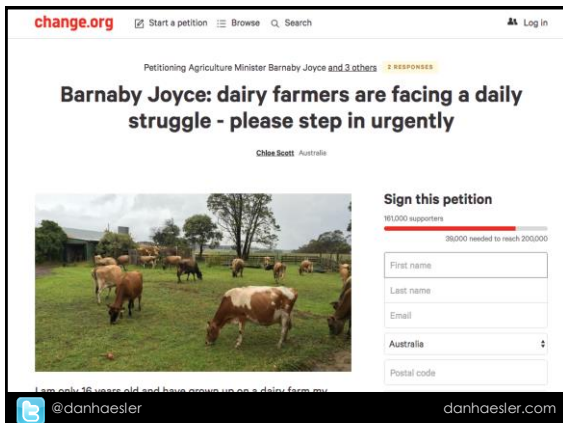 change.org Start a petition Browse Search Log in
Petitioning Agriculture Minister Barnaby Joyce and 3 others 2 RESPONSES
Barnaby Joyce: dairy farmers are facing a daily
struggle - please step in urgently
Chloe Scott Australia
Sign this petition
161,000 supporters
39,000 needed to reach 200,000
First name
Last name
Email
Australia
Postal code
I am only 16 years old and have grown up on a dairy farm my
@danhaesler danhaesler.com